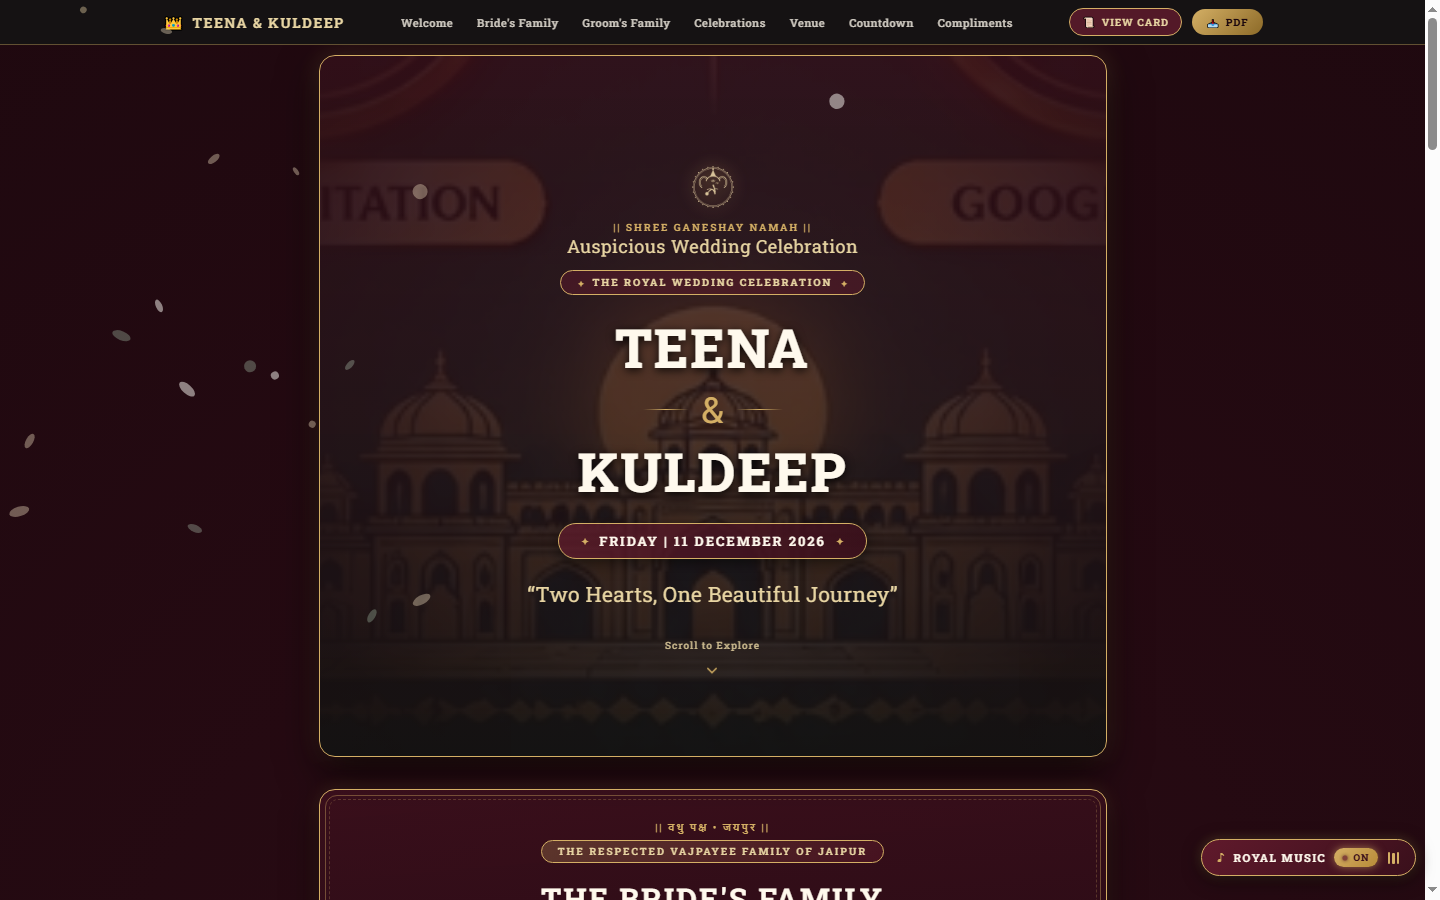 TEENA & KULDEEP
Welcome
Bride's Family
Groom's Family
Celebrations
Venue
Countdown
Compliments
VIEW CARD
PDF
ITATION
GOOG
|| SHREE GANESHAY NAMAH ||
Auspicious Wedding Celebration
THE ROYAL WEDDING CELEBRATION
TEENA
&
KULDEEP
FRIDAY | 11 DECEMBER 2026
“Two Hearts, One Beautiful Journey”
Scroll to Explore
|| वधु पक्ष • जयपुर ||
THE RESPECTED VAJPAYEE FAMILY OF JAIPUR
THE BRIDE'S FAMILY
ROYAL MUSIC
ON